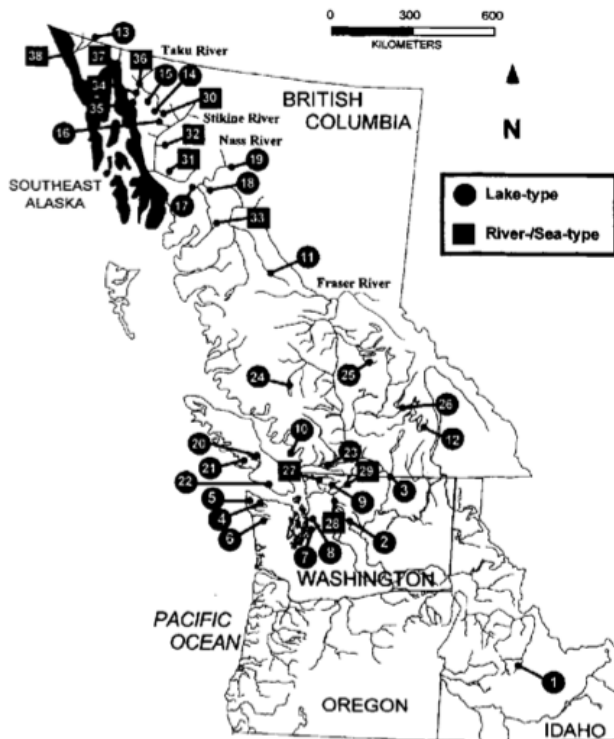 0 300 600
KILOMETERS
13
38
37
Taku River
36
15
14
34
30
35
BRITISH
COLUMBIA
16
Stikine River
N
32
Nass River
31
19
SOUTHEAST
ALASKA
18
17
33
Lake-type
River-/Sea-type
11
Fraser River
25
24
26
10
12
20
23
21
27
29
22
9
3
5
4
28
6
7
8
2
WASHINGTON
PACIFIC
OCEAN
1
OREGON
IDAHO